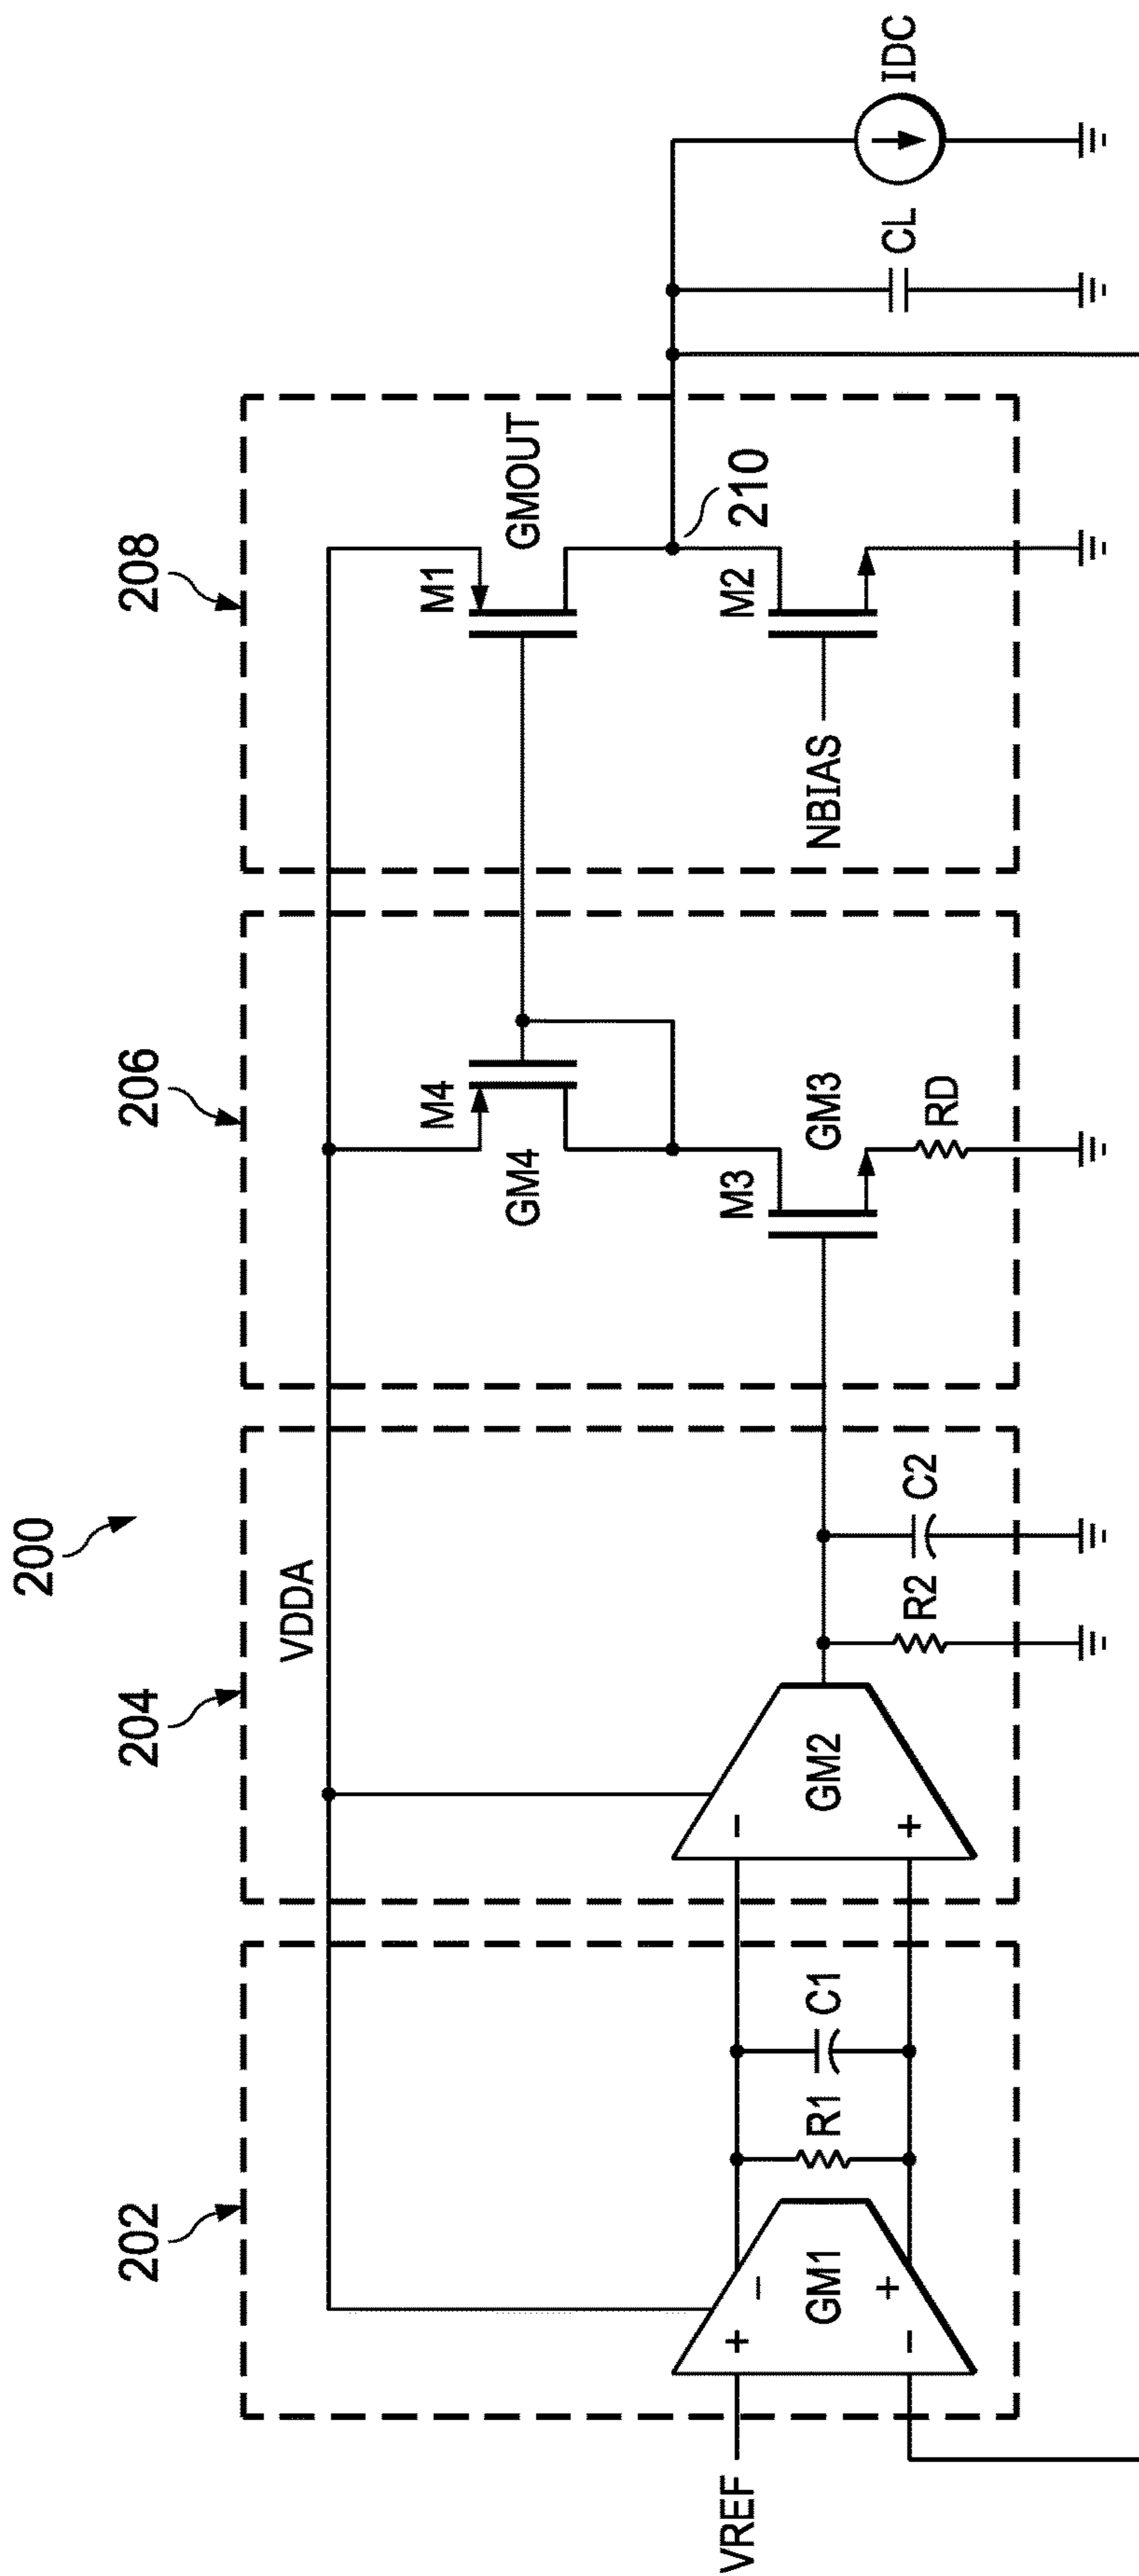 200
202
204
206
208
VDDA
VREF
+
-
GM1
-
+
R1
C1
-
+
GM2
R2
C2
M4
GM4
M3
GM3
RD
M1
GMOUT
210
M2
NBIAS
CL
IDC